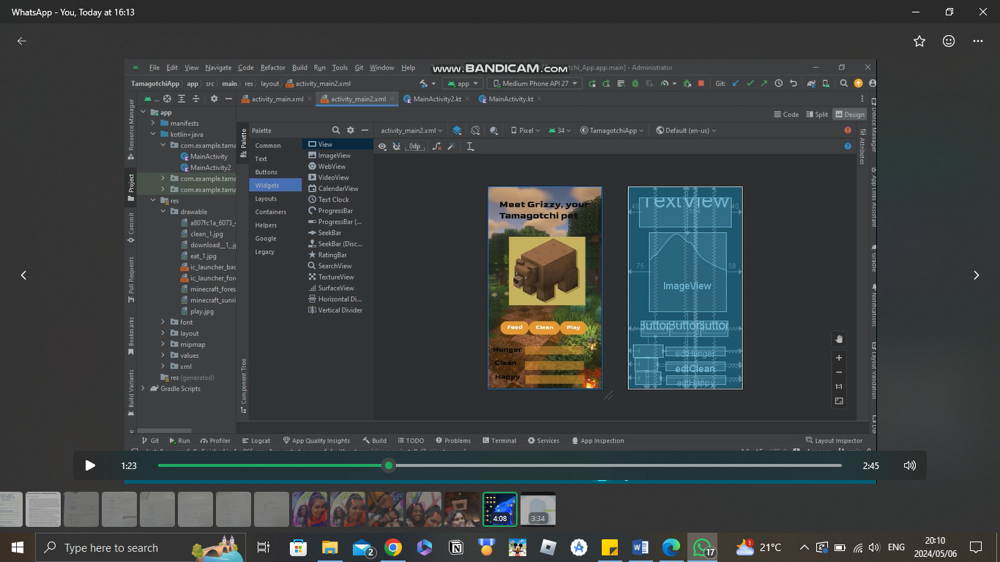 WhatsApp - You, Today at 16:13
www.BANDICAM.com
File Edit View Navigate Code Refactor Build Run Tools Git Window Help
tchi_App.app.main] - Administrator
TamagotchiApp app src main res layout activity_main2.xml
app
Medium Phone API 27
Git:
activity_main.xml
activity_main2.xml
MainActivity2.kt
MainActivity.kt
Code Split Design
Resource Manager
Project
Commit
Pull Requests
Bookmarks
Build Variants
app
manifests
kotlin+java
com.example.tama
MainActivity
MainActivity2
com.example.tama
com.example.tama
res
drawable
a807fc1a_6073_
clean_1.jpg
download__1_.j
eat_1.jpg
ic_launcher_bac
ic_launcher_for
minecraft_fores
minecraft_sunri
play.jpg
font
layout
mipmap
values
xml
res (generated)
Gradle Scripts
Palette
Component Tree
Palette
Common
Text
Buttons
Widgets
Layouts
Containers
Helpers
Google
Legacy
View
ImageView
WebView
VideoView
CalendarView
Text Clock
ProgressBar
ProgressBar (...
SeekBar
SeekBar (Disc...
RatingBar
SearchView
TextureView
SurfaceView
Horizontal Di...
Vertical Divider
activity_main2.xml
Pixel
34
TamagotchiApp
Default (en-us)
0dp
Meet Grizzy, your
Tamagotchi pet
Food Clean Play
Hunger
Clean
Happy
TextView
40
40
75
58
ImageView
Button Button Button
edtHunger
edtClean
edtHappy
1:1
Device Manager
Attributes
App Links Assistant
Gradle
Notifications
Layout Validation
Git Run Profiler Logcat App Quality Insights Build TODO Problems Terminal Services App Inspection
Layout Inspector
1:23
2:45
4:08
3:34
Type here to search
2
17
1
21°C
ENG
20:10
2024/05/06